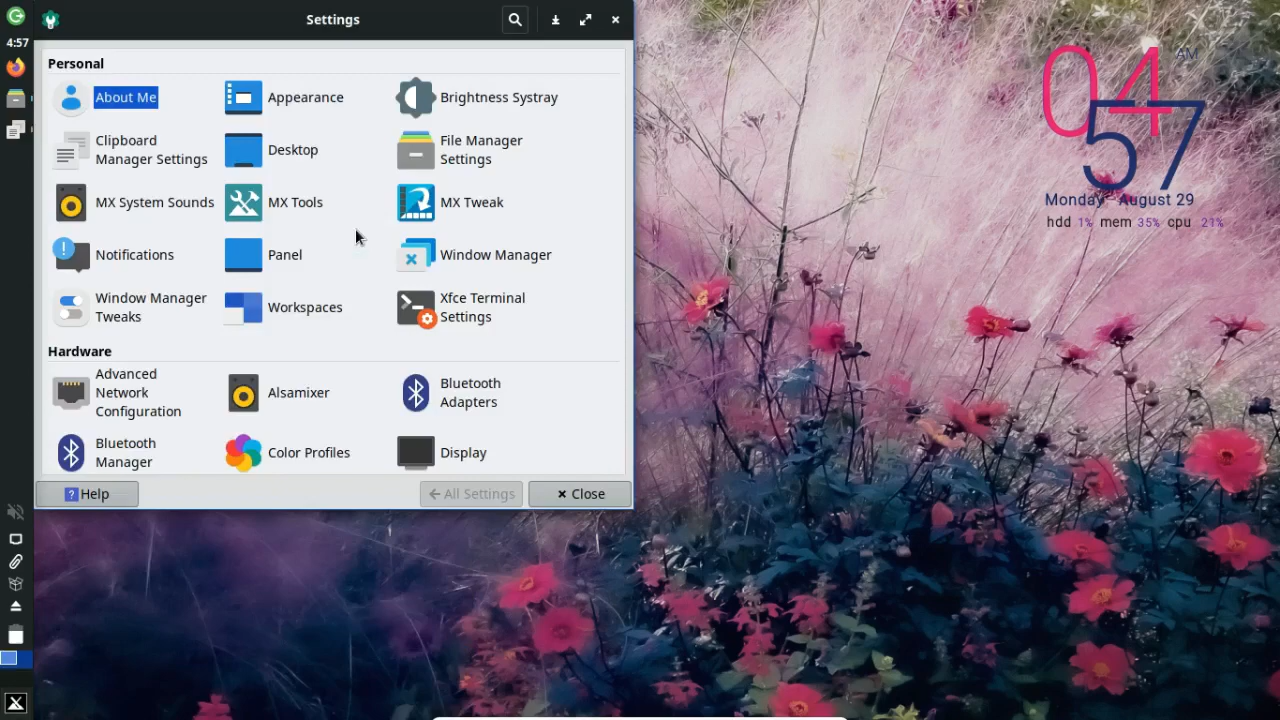 4:57
Settings
Personal
About Me
Appearance
Brightness Systray
Clipboard
Manager Settings
Desktop
File Manager
Settings
MX System Sounds
MX Tools
MX Tweak
Notifications
Panel
Window Manager
Window Manager
Tweaks
Workspaces
Xfce Terminal
Settings
Hardware
Advanced
Network
Configuration
Alsamixer
Bluetooth
Adapters
Bluetooth
Manager
Color Profiles
Display
? Help
All Settings
Close
04
AM
57
Monday August 29
hdd 1% mem 35% cpu 21%